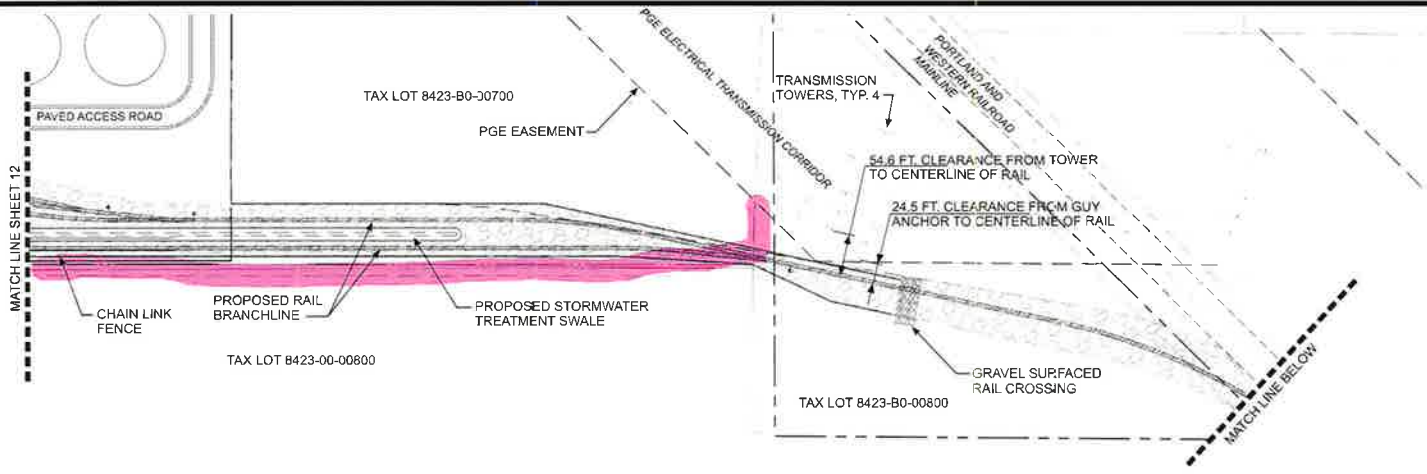 PAVED ACCESS ROAD
MATCH LINE SHEET 12
TAX LOT 8423-B0-00700
PGE EASEMENT
PGE ELECTRICAL TRANSMISSION CORRIDOR
TRANSMISSION
TOWERS, TYP. 4
PORTLAND AND
WESTERN RAILROAD
MAINLINE
54.6 FT. CLEARANCE FROM TOWER
TO CENTERLINE OF RAIL
24.5 FT. CLEARANCE FROM GUY
ANCHOR TO CENTERLINE OF RAIL
CHAIN LINK
FENCE
PROPOSED RAIL
BRANCHLINE
PROPOSED STORMWATER
TREATMENT SWALE
TAX LOT 8423-00-00800
GRAVEL SURFACED
RAIL CROSSING
TAX LOT 8423-B0-00800
MATCH LINE BELOW